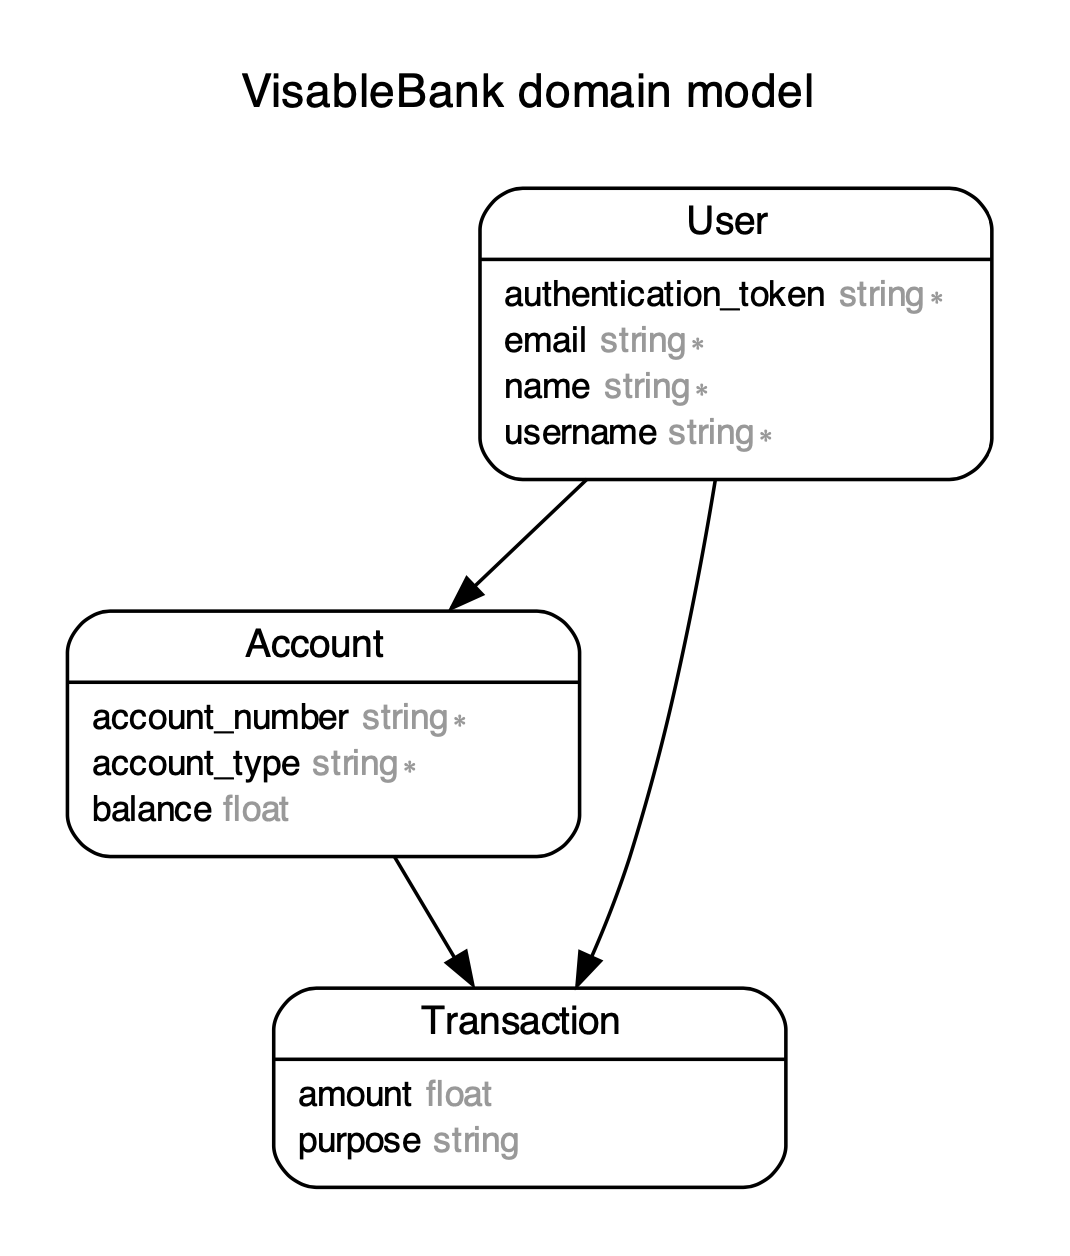 VisableBank domain model
User
authentication_token string *
email string *
name string *
username string *
Account
account_number string *
account_type string *
balance float
Transaction
amount float
purpose string